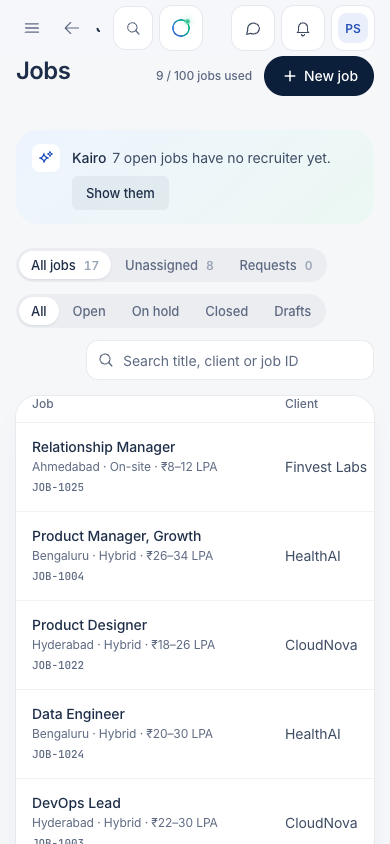 PS
Jobs
9 / 100 jobs used
New job
Kairo 7 open jobs have no recruiter yet.
Show them
All jobs 17 Unassigned 8 Requests 0
All Open On hold Closed Drafts
Search title, client or job ID
Job Client
Relationship Manager
Ahmedabad · On-site · ₹8–12 LPA
Finvest Labs
JOB-1025
Product Manager, Growth
Bengaluru · Hybrid · ₹26–34 LPA
HealthAI
JOB-1004
Product Designer
Hyderabad · Hybrid · ₹18–26 LPA
CloudNova
JOB-1022
Data Engineer
Bengaluru · Hybrid · ₹20–30 LPA
HealthAI
JOB-1024
DevOps Lead
Hyderabad · Hybrid · ₹22–30 LPA
CloudNova
JOB-1003